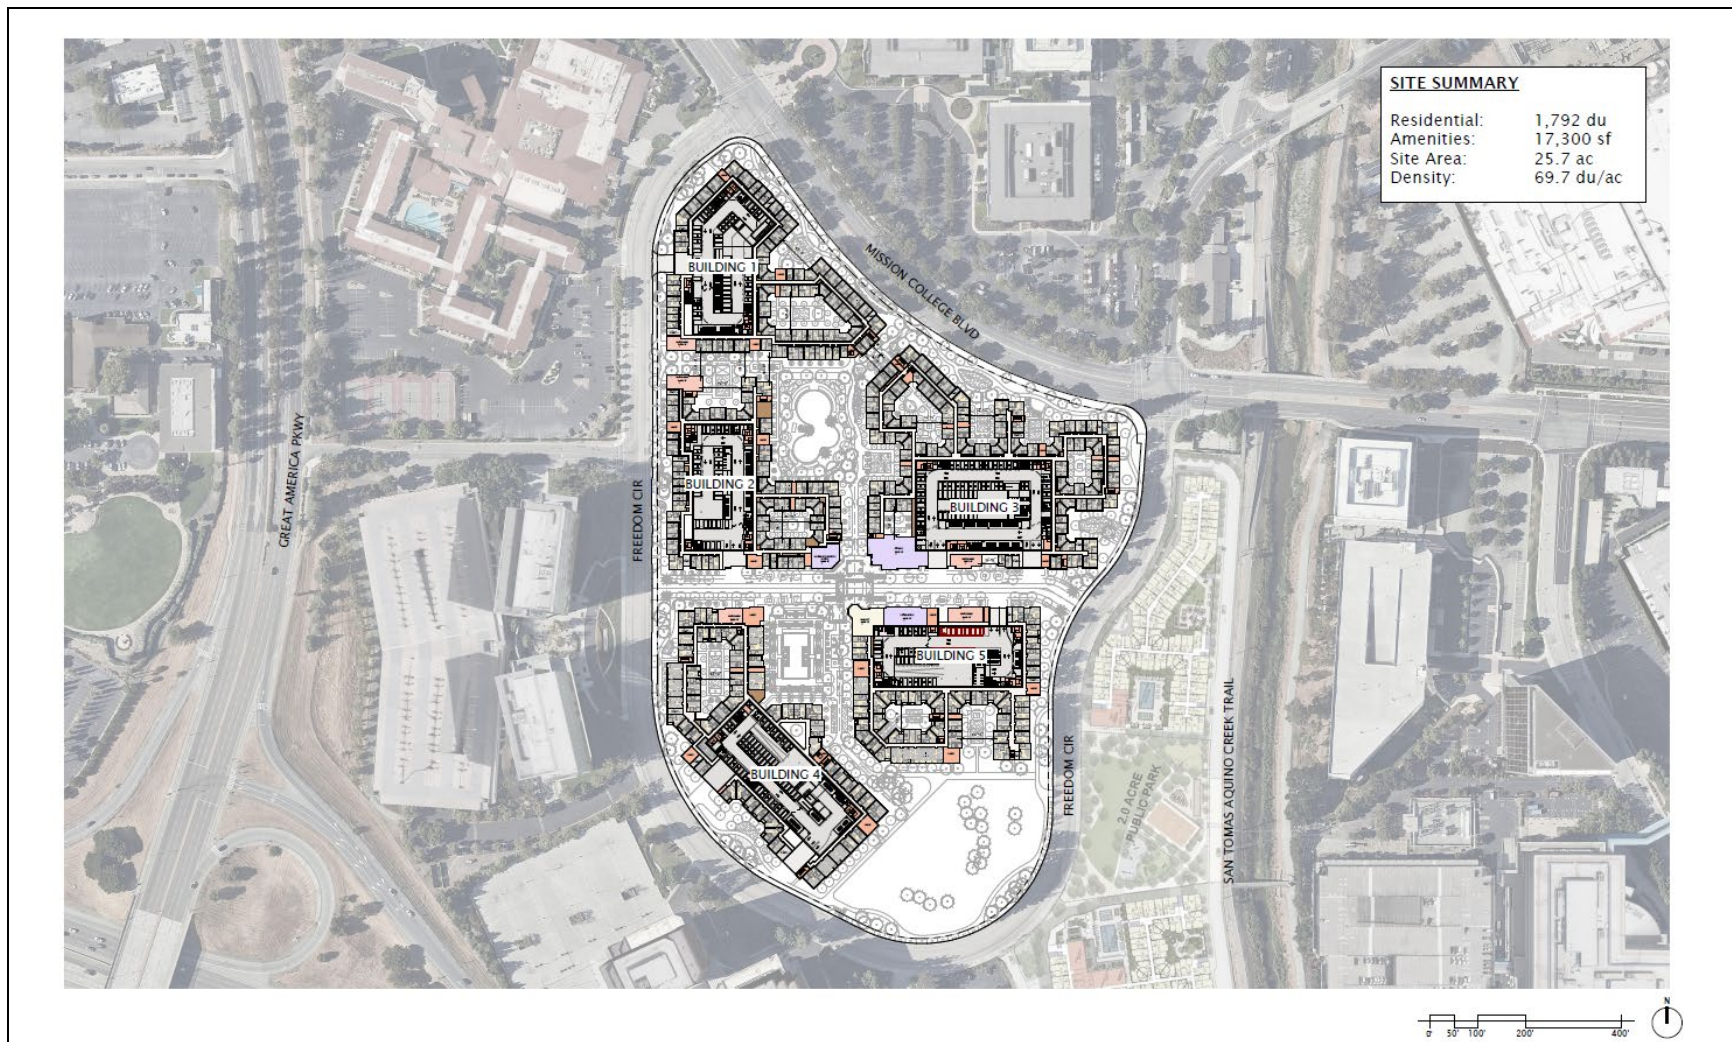 SITE SUMMARY
Residential: 1,792 du
Amenities: 17,300 sf
Site Area: 25.7 ac
Density: 69.7 du/ac
BUILDING 1
MISSION COLLEGE BLVD
GREAT AMERICA PKWY
FREEDOM CIR
BUILDING 2
BUILDING 3
BUILDING 5
BUILDING 4
FREEDOM CIR
2.0 ACRE
PUBLIC PARK
SAN TOMAS AQUINO CREEK TRAIL
N
0' 50' 100' 200' 400'